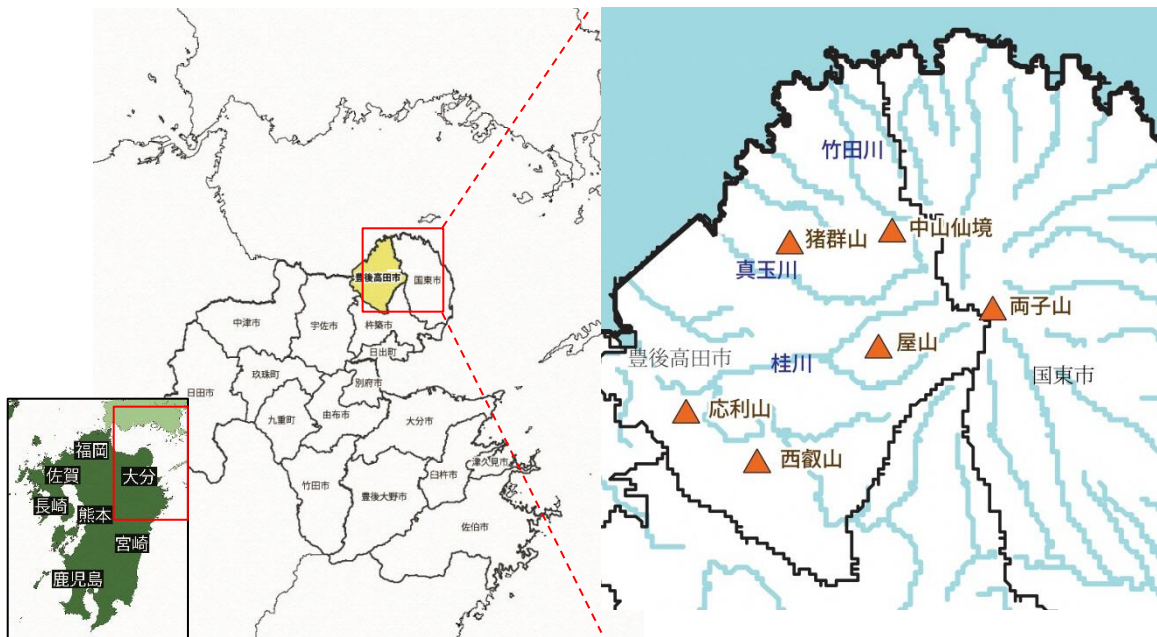 豊後高田市
国東市
中津市
宇佐市
杵築市
日出町
日田市
玖珠町
別府市
九重町
由布市
大分市
竹田市
豊後大野市
臼杵市
津久見市
佐伯市
福岡
佐賀
大分
長崎
熊本
宮崎
鹿児島
竹田川
猪群山
中山仙境
真玉川
両子山
豊後高田市
桂川
屋山
国東市
応利山
西叡山